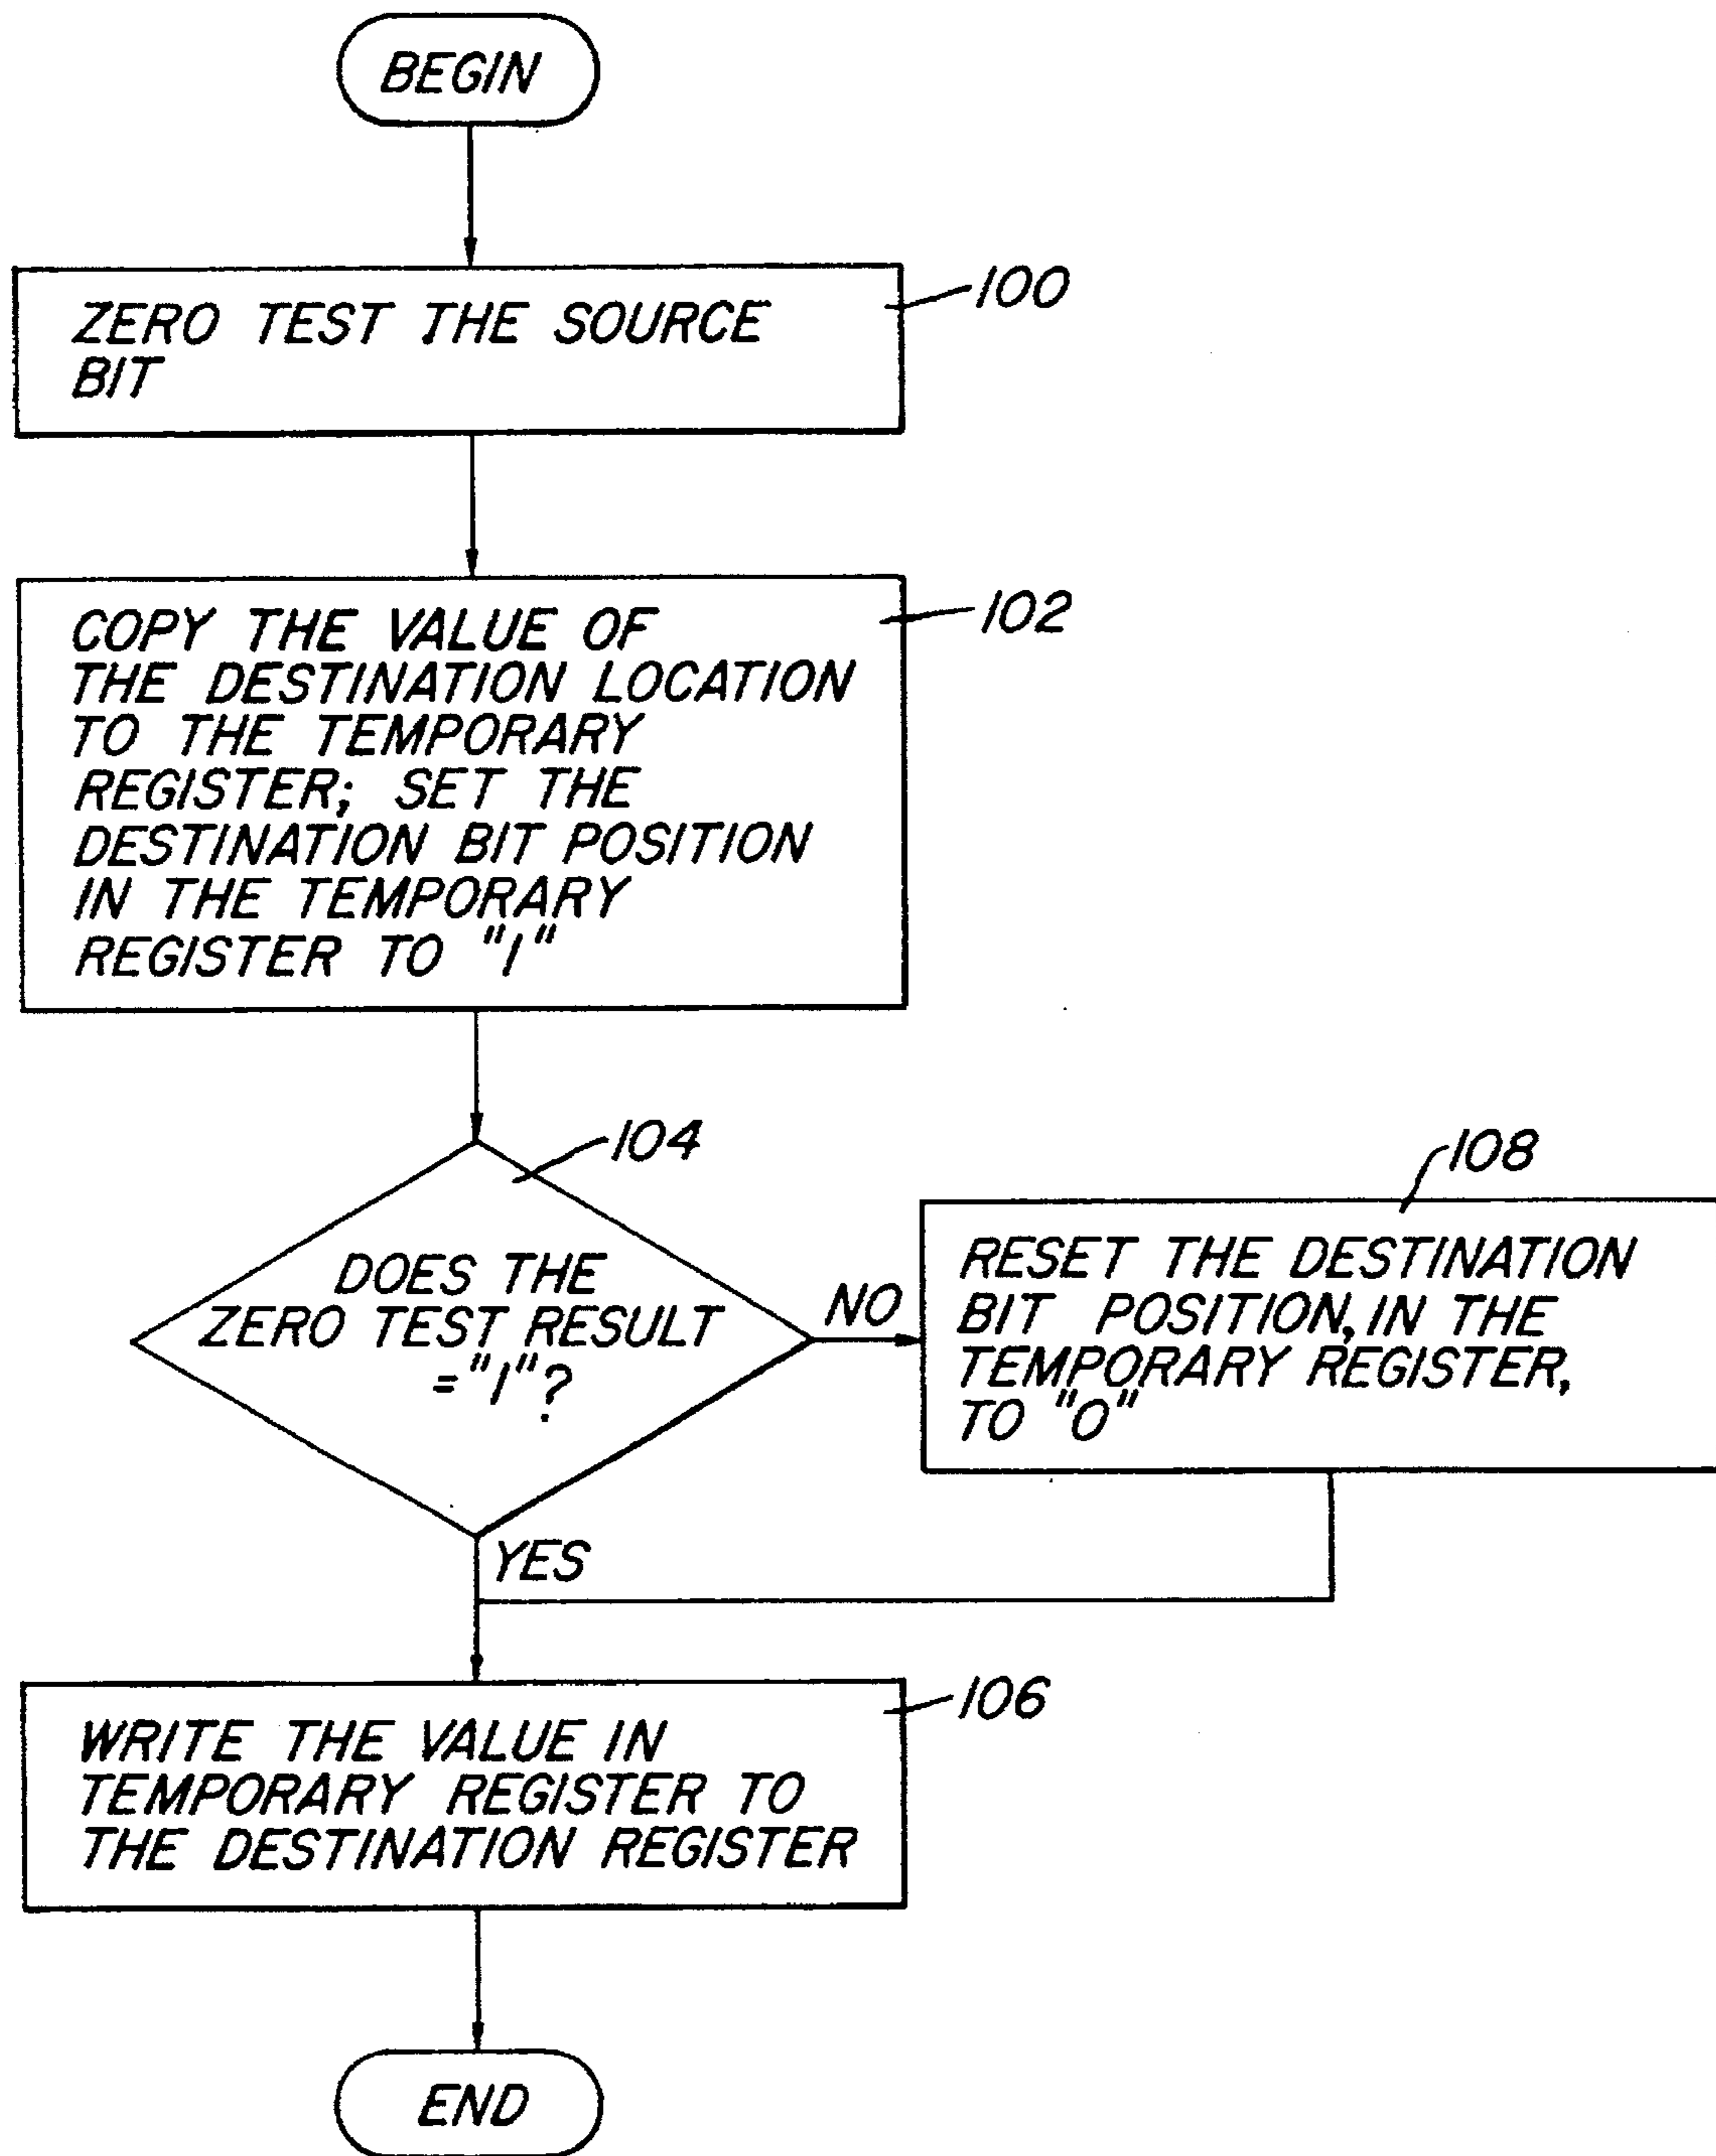 BEGIN
ZERO TEST THE SOURCE
BIT
100
COPY THE VALUE OF
THE DESTINATION LOCATION
TO THE TEMPORARY
REGISTER; SET THE
DESTINATION BIT POSITION
IN THE TEMPORARY
REGISTER TO "1"
102
104
DOES THE
ZERO TEST RESULT
="1"?
NO
108
RESET THE DESTINATION
BIT POSITION, IN THE
TEMPORARY REGISTER,
TO "0"
YES
106
WRITE THE VALUE IN
TEMPORARY REGISTER TO
THE DESTINATION REGISTER
END